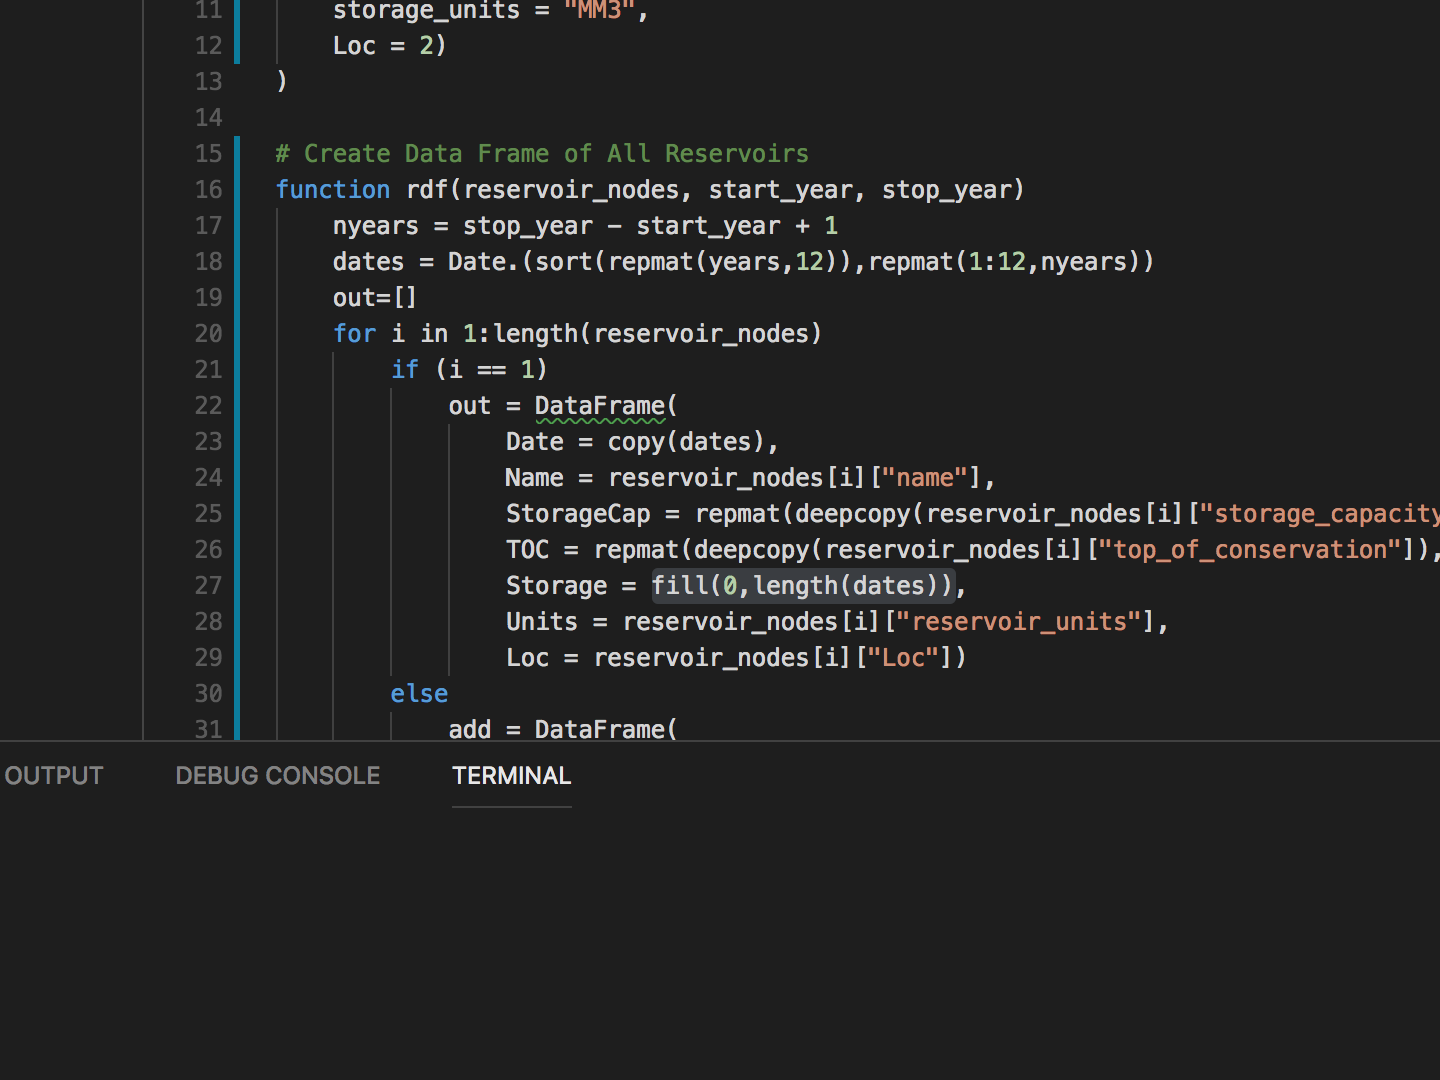 11 storage_units = "MM3",
12 Loc = 2)
13 )
14
15 # Create Data Frame of All Reservoirs
16 function rdf(reservoir_nodes, start_year, stop_year)
17 nyears = stop_year - start_year + 1
18 dates = Date.(sort(repmat(years,12)),repmat(1:12,nyears))
19 out=[]
20 for i in 1:length(reservoir_nodes)
21 if (i == 1)
22 out = DataFrame(
23 Date = copy(dates),
24 Name = reservoir_nodes[i]["name"],
25 StorageCap = repmat(deepcopy(reservoir_nodes[i]["storage_capacity
26 TOC = repmat(deepcopy(reservoir_nodes[i]["top_of_conservation"]),
27 Storage = fill(0,length(dates)),
28 Units = reservoir_nodes[i]["reservoir_units"],
29 Loc = reservoir_nodes[i]["Loc"])
30 else
31 add = DataFrame(
OUTPUT DEBUG CONSOLE TERMINAL